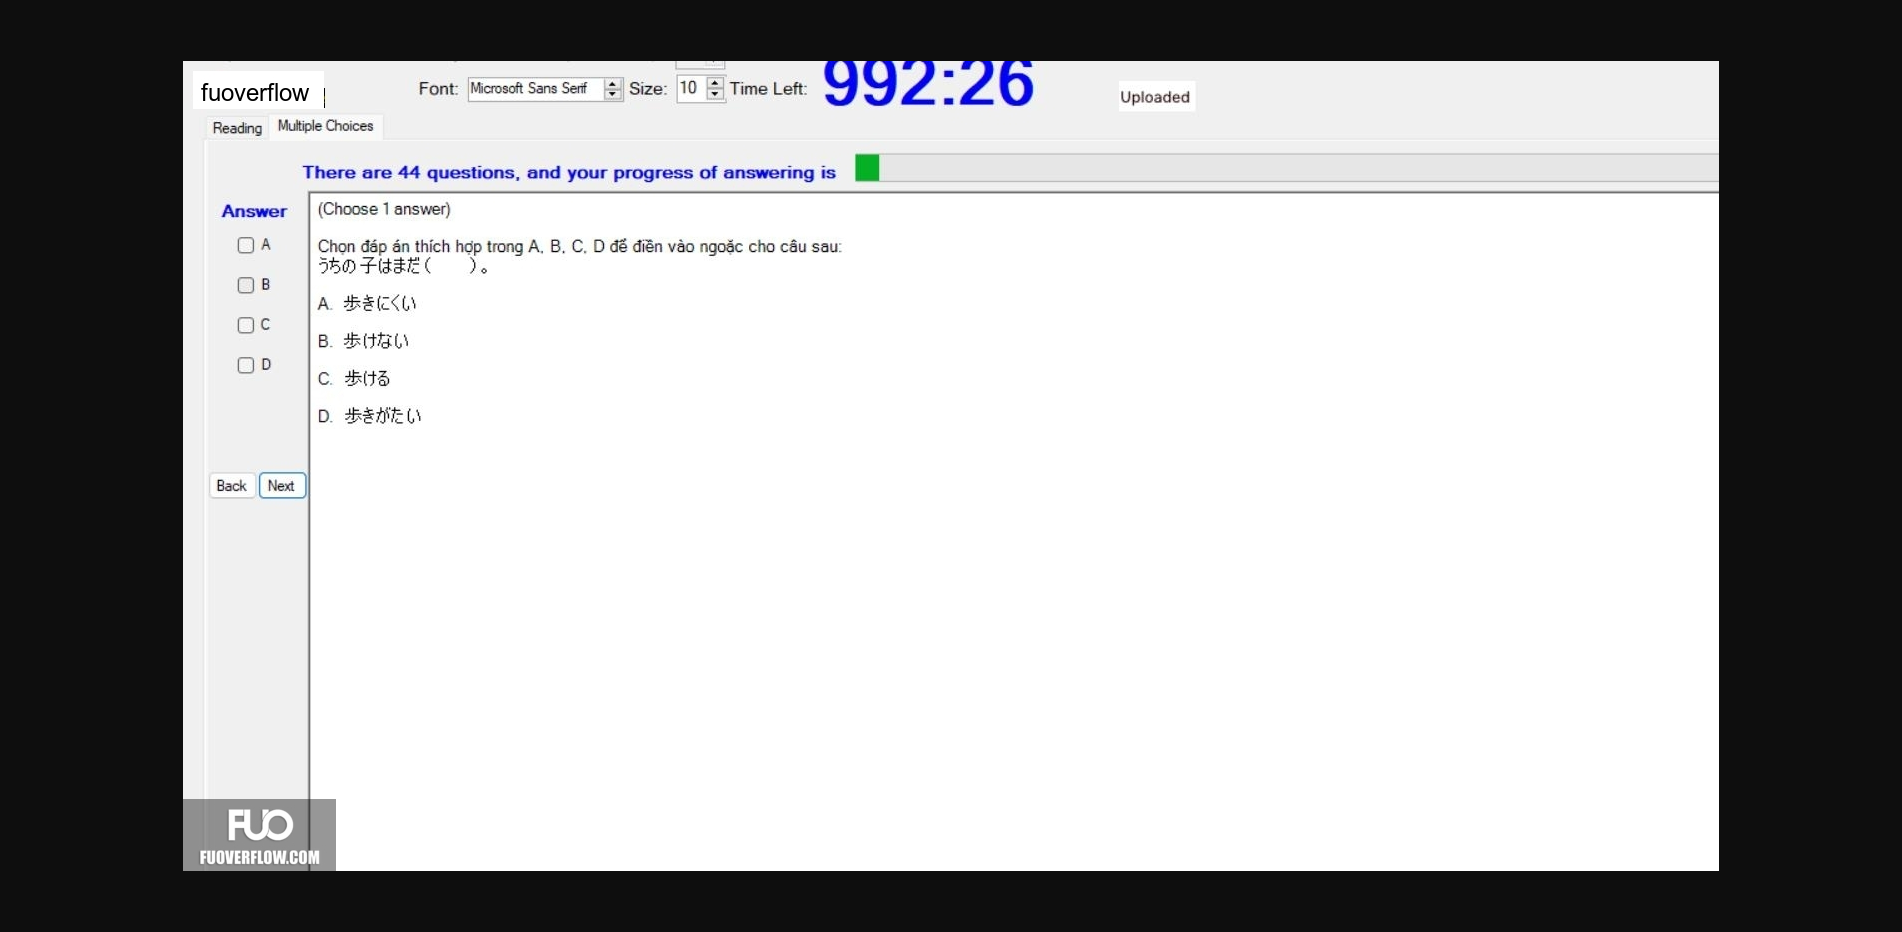 fuoverflow
Font: Microsoft Sans Serif Size: 10 Time Left: 992:26
Uploaded
Reading Multiple Choices
There are 44 questions, and your progress of answering is
Answer
A
B
C
D
Back Next
(Choose 1 answer)
Chọn đáp án thích hợp trong A, B, C, D để điền vào ngoặc cho câu sau:
うちの子はまだ(　　)。
A. 歩きにくい
B. 歩けない
C. 歩ける
D. 歩きがたい
FUO
FUOVERFLOW.COM